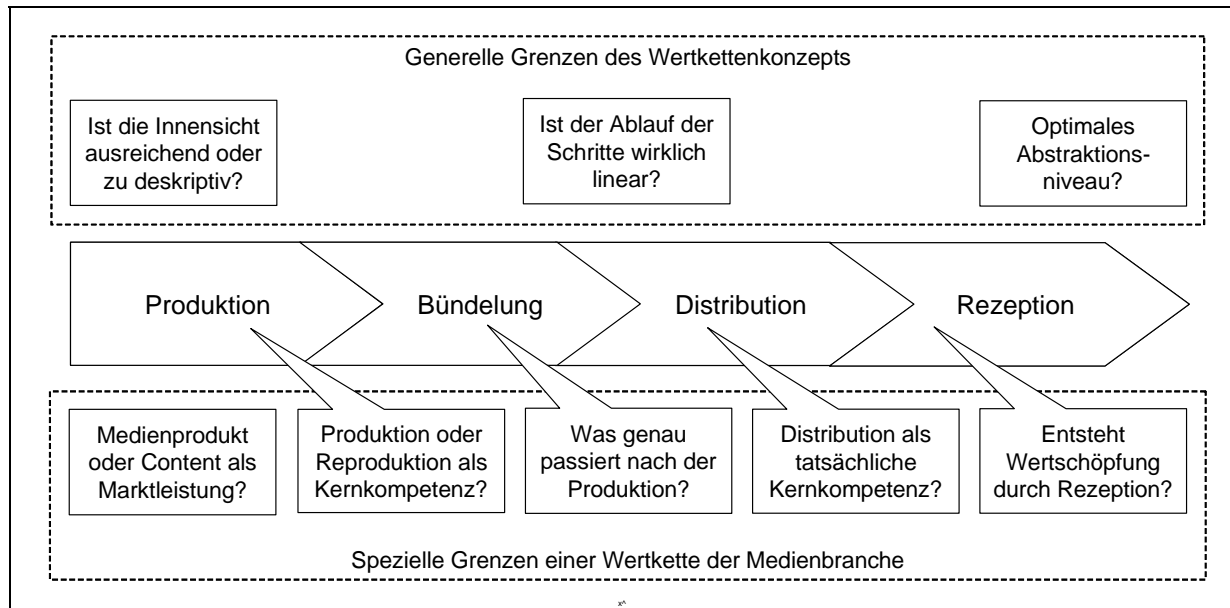 Generelle Grenzen des Wertkettenkonzepts
Ist die Innensicht
ausreichend oder
zu deskriptiv?
Ist der Ablauf der
Schritte wirklich
linear?
Optimales
Abstraktions-
niveau?
Produktion
Bündelung
Distribution
Rezeption
Medienprodukt
oder Content als
Marktleistung?
Produktion oder
Reproduktion als
Kernkompetenz?
Was genau
passiert nach der
Produktion?
Distribution als
tatsächliche
Kernkompetenz?
Entsteht
Wertschöpfung
durch Rezeption?
Spezielle Grenzen einer Wertkette der Medienbranche